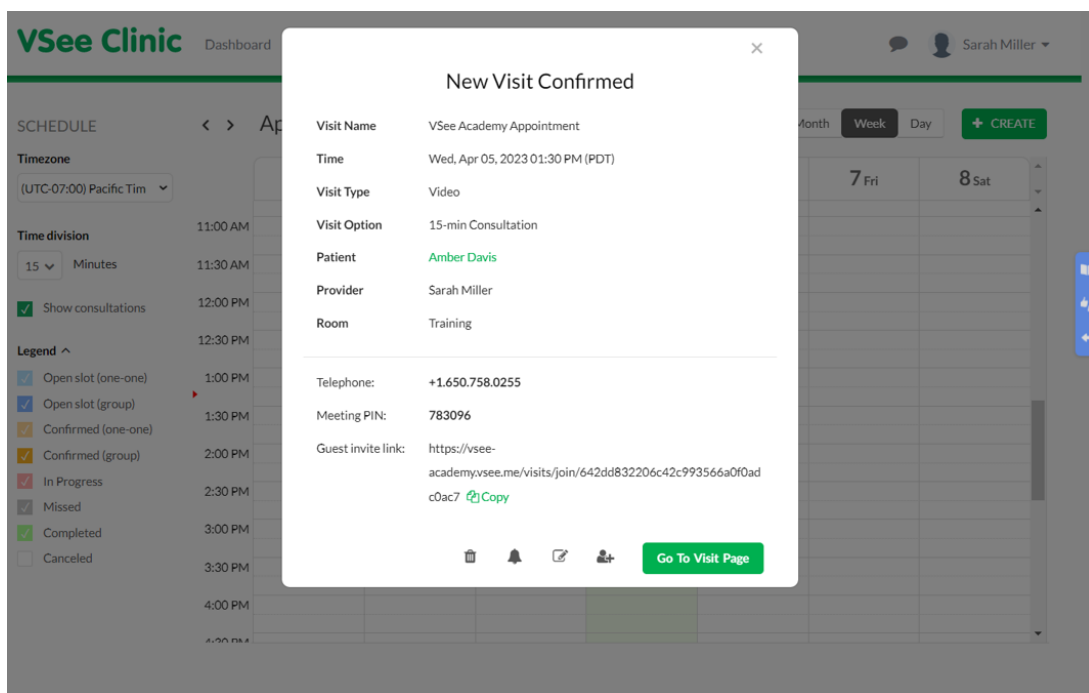 VSee Clinic Dashboard
Sarah Miller
New Visit Confirmed
Visit Name VSee Academy Appointment
Time Wed, Apr 05, 2023 01:30 PM (PDT)
Visit Type Video
Visit Option 15-min Consultation
Patient Amber Davis
Provider Sarah Miller
Room Training
Telephone: +1.650.758.0255
Meeting PIN: 783096
Guest invite link: https://vsee-
academy.vsee.me/visits/join/642dd832206c42c993566a0f0ad
c0ac7 Copy
Go To Visit Page
SCHEDULE
Timezone
(UTC-07:00) Pacific Tim
Time division
15 Minutes
Show consultations
Legend
Open slot (one-one)
Open slot (group)
Confirmed (one-one)
Confirmed (group)
In Progress
Missed
Completed
Canceled
Week Day
+ CREATE
7 Fri 8 Sat
11:00 AM
11:30 AM
12:00 PM
12:30 PM
1:00 PM
1:30 PM
2:00 PM
2:30 PM
3:00 PM
3:30 PM
4:00 PM
4:30 PM